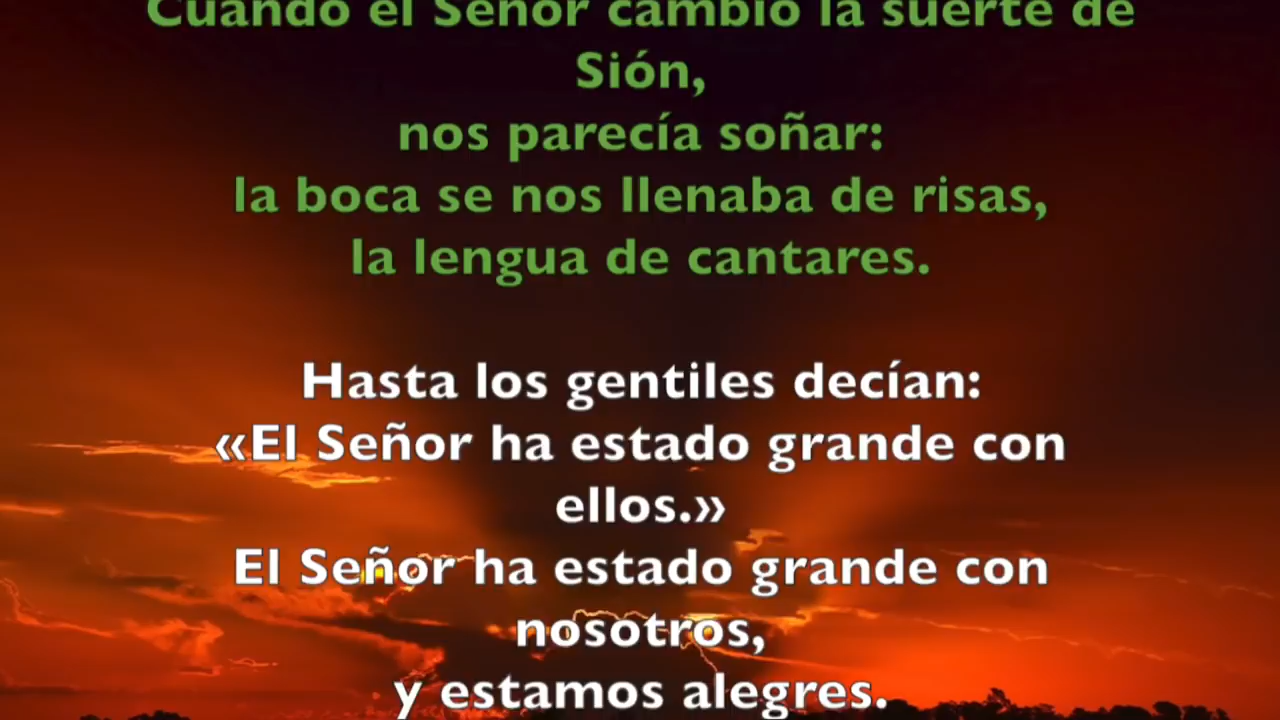 Cuando el Señor cambió la suerte de
Sión,
nos parecía soñar:
la boca se nos llenaba de risas,
la lengua de cantares.
Hasta los gentiles decían:
«El Señor ha estado grande con
ellos.»
El Señor ha estado grande con
nosotros,
y estamos alegres.